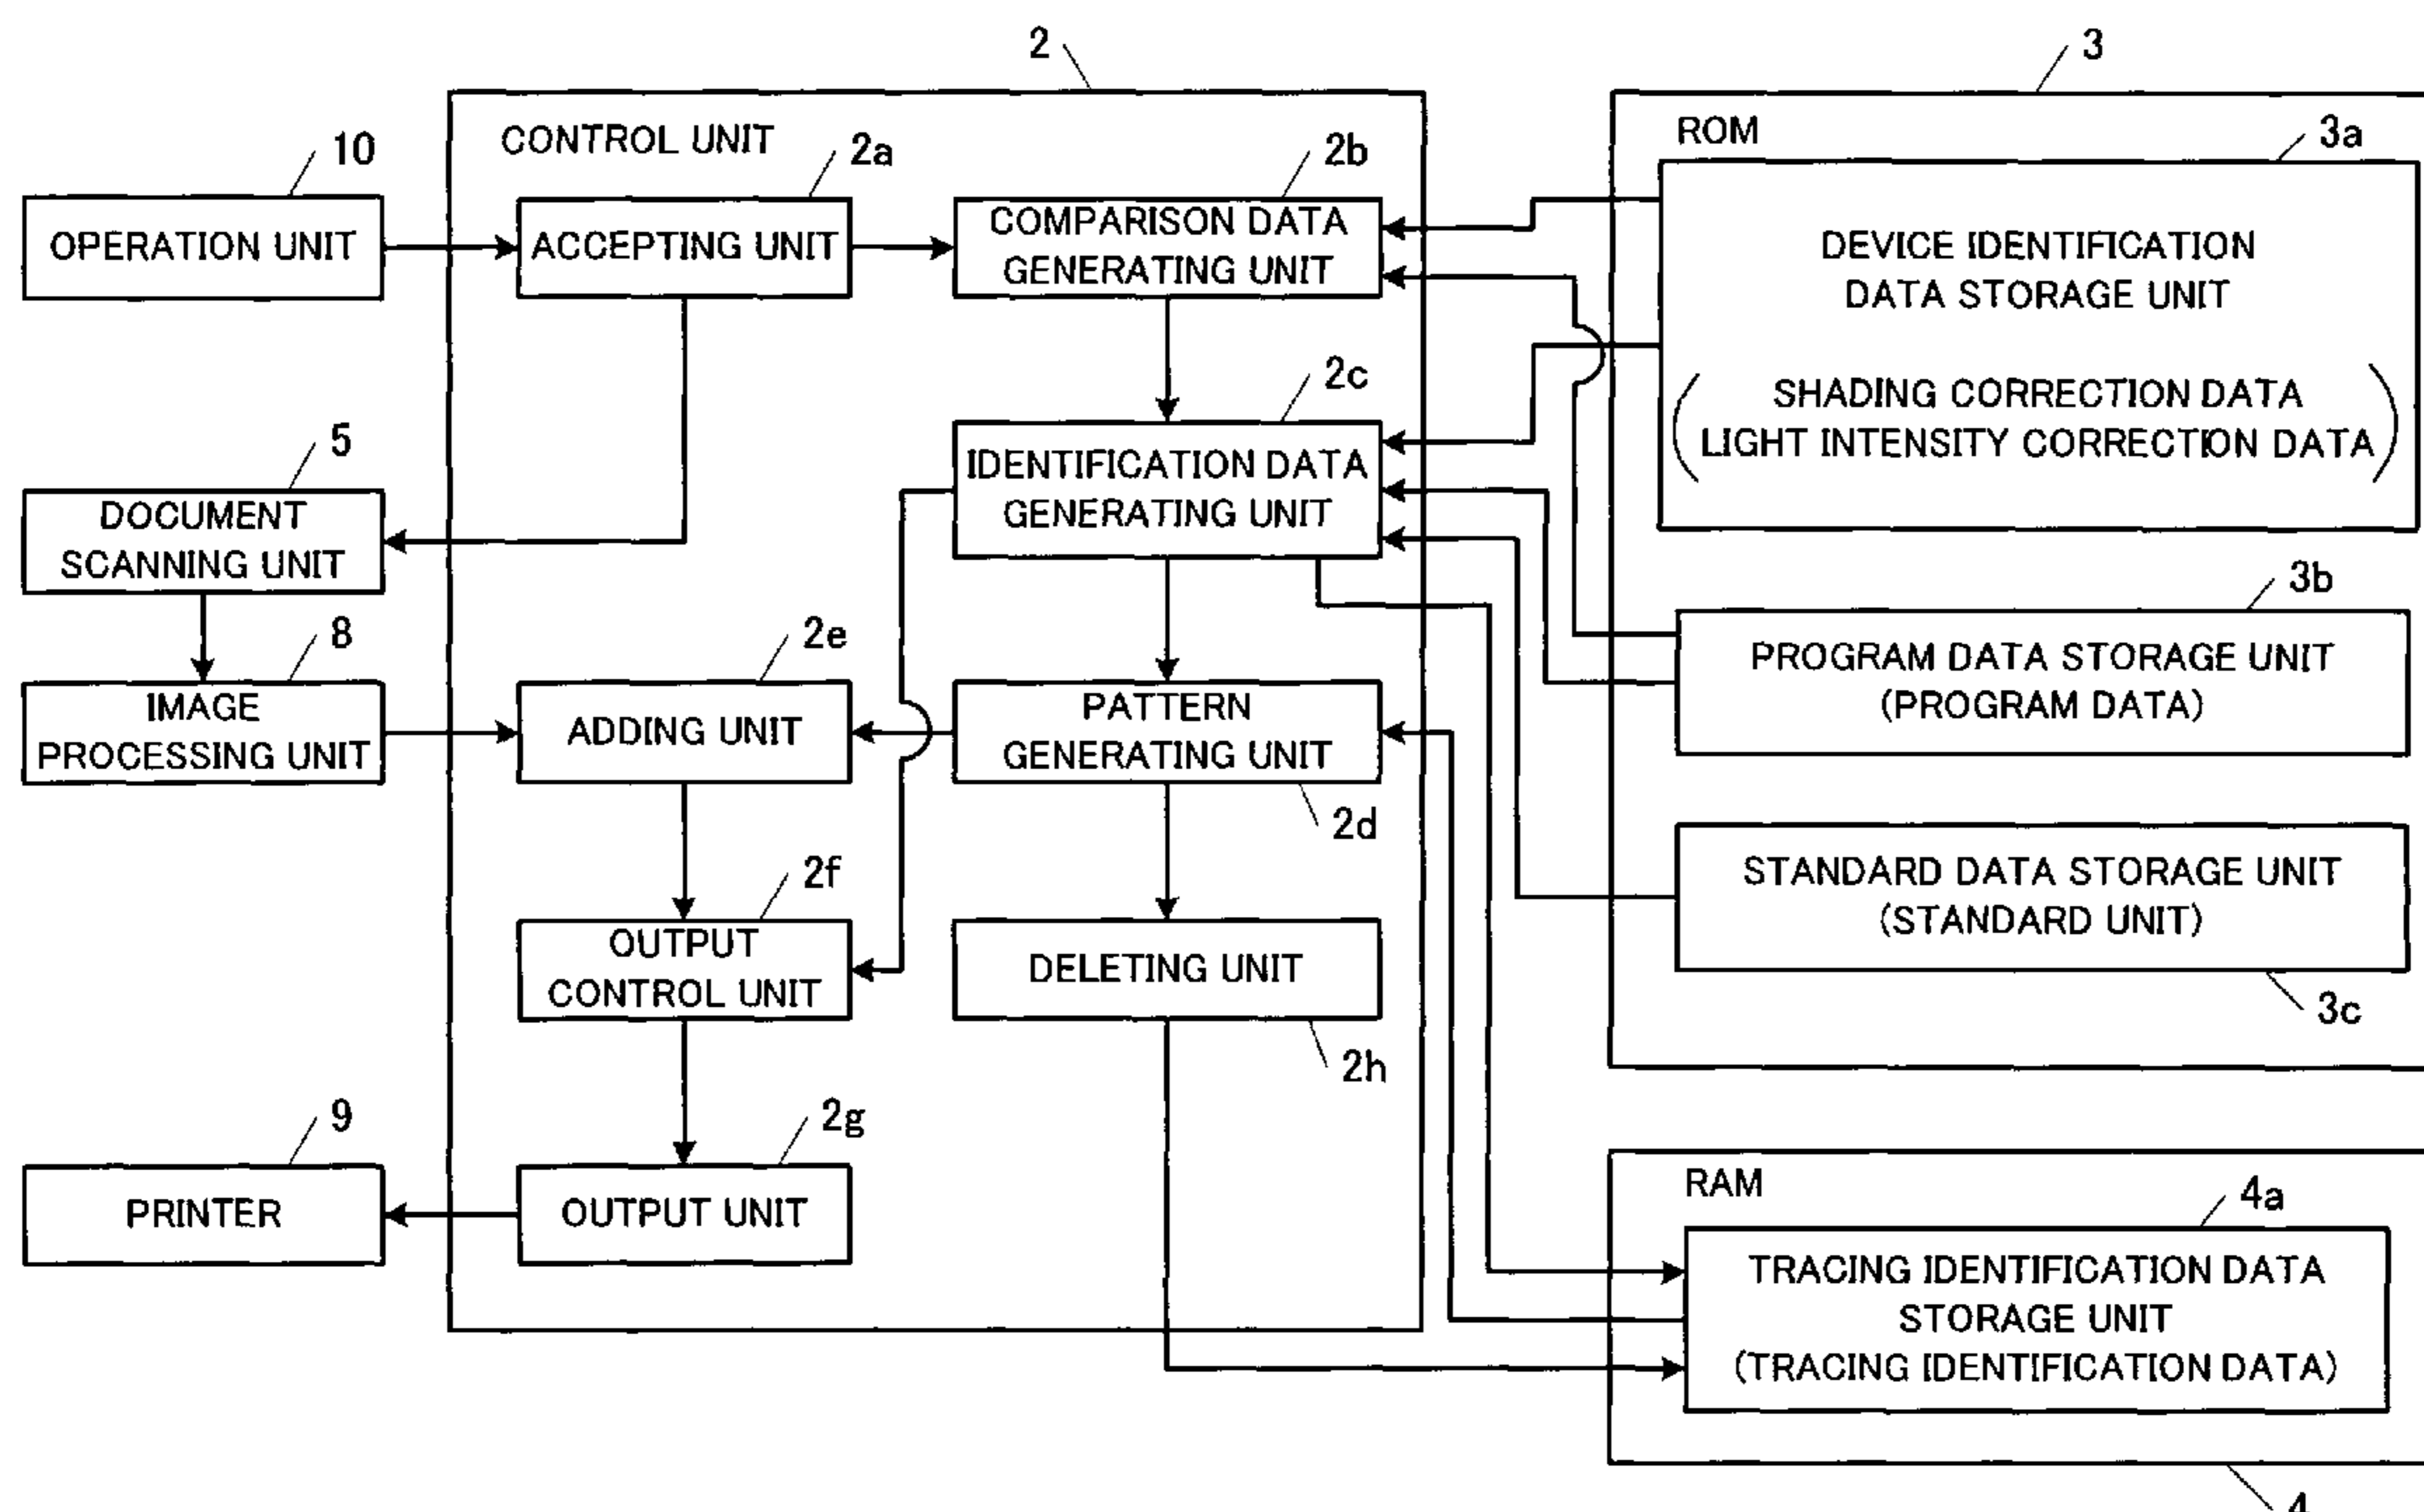 2
3
CONTROL UNIT
ROM
10
2a
2b
3a
OPERATION UNIT
ACCEPTING UNIT
COMPARISON DATA
GENERATING UNIT
DEVICE IDENTIFICATION
DATA STORAGE UNIT
SHADING CORRECTION DATA
LIGHT INTENSITY CORRECTION DATA
5
2c
DOCUMENT
SCANNING UNIT
IDENTIFICATION DATA
GENERATING UNIT
3b
PROGRAM DATA STORAGE UNIT
(PROGRAM DATA)
8
2e
IMAGE
PROCESSING UNIT
ADDING UNIT
PATTERN
GENERATING UNIT
2d
STANDARD DATA STORAGE UNIT
(STANDARD UNIT)
3c
2f
OUTPUT
CONTROL UNIT
DELETING UNIT
2h
9
2g
PRINTER
OUTPUT UNIT
RAM
4a
TRACING IDENTIFICATION DATA
STORAGE UNIT
(TRACING IDENTIFICATION DATA)
4